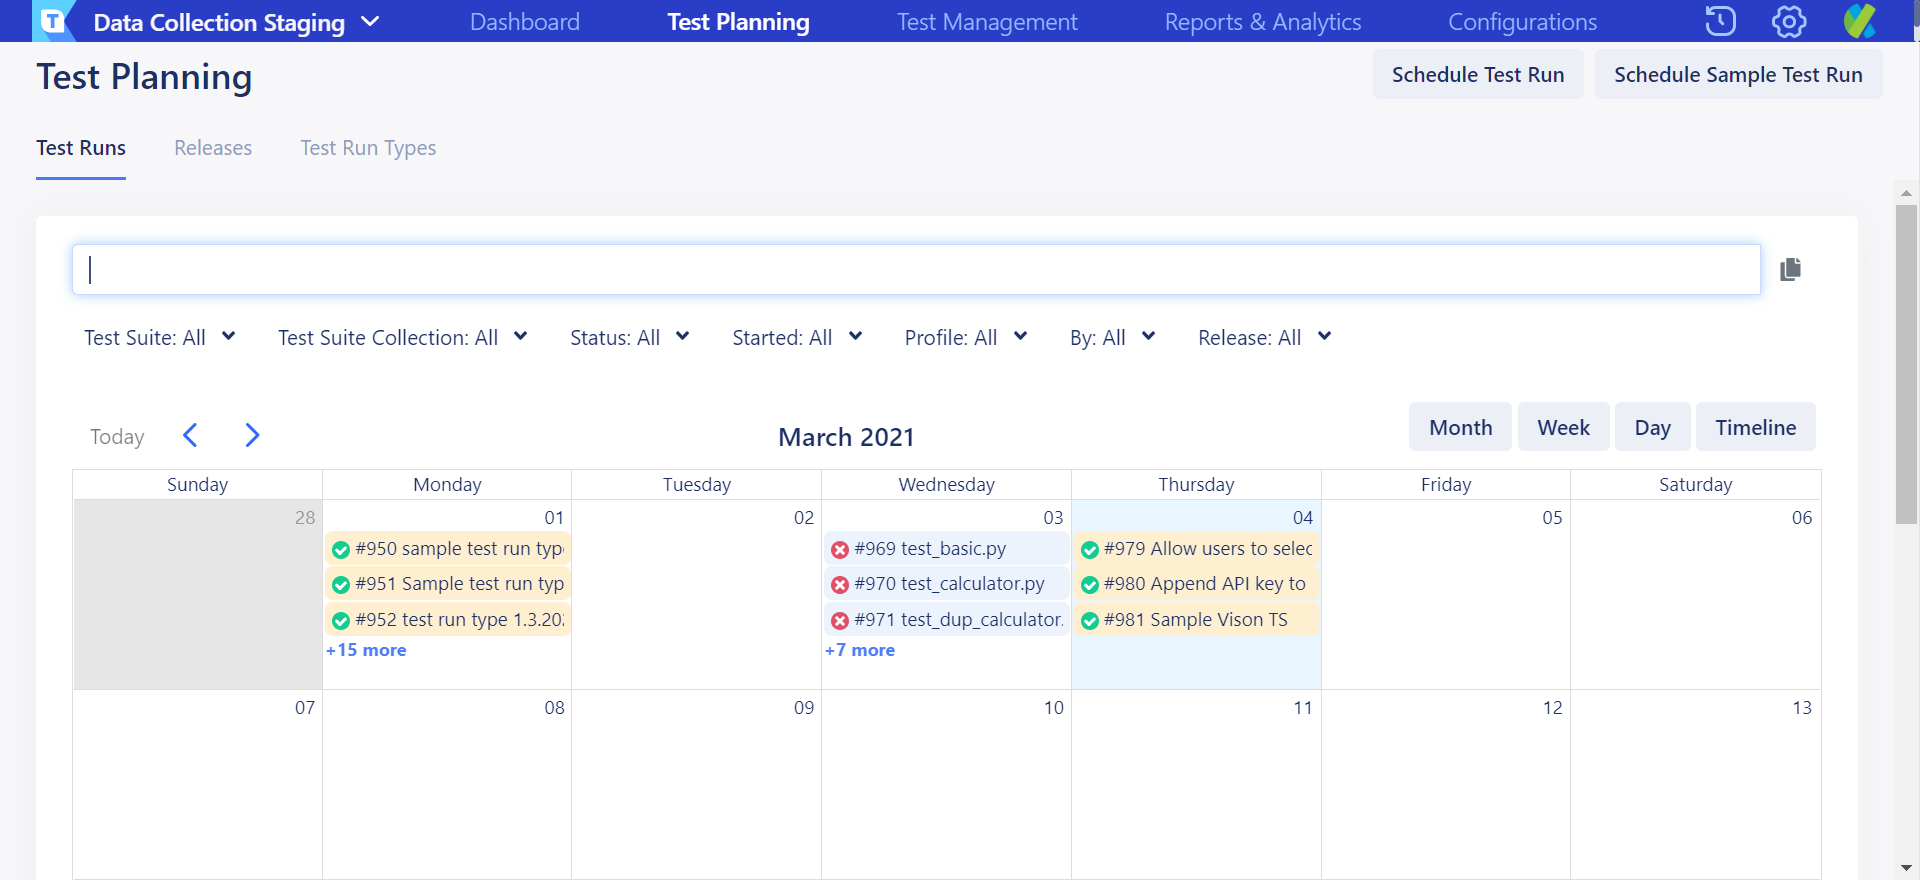 Data Collection Staging Dashboard Test Planning Test Management Reports & Analytics Configurations
Test Planning
Schedule Test Run Schedule Sample Test Run
Test Runs Releases Test Run Types
Test Suite: All Test Suite Collection: All Status: All Started: All Profile: All By: All Release: All
Today March 2021 Month Week Day Timeline
Sunday Monday Tuesday Wednesday Thursday Friday Saturday
28 01 02 03 04 05 06
#950 sample test run type #969 test_basic.py #979 Allow users to selec
#951 Sample test run typ #970 test_calculator.py #980 Append API key to
#952 test run type 1.3.202 #971 test_dup_calculator. #981 Sample Vison TS
+15 more +7 more
07 08 09 10 11 12 13